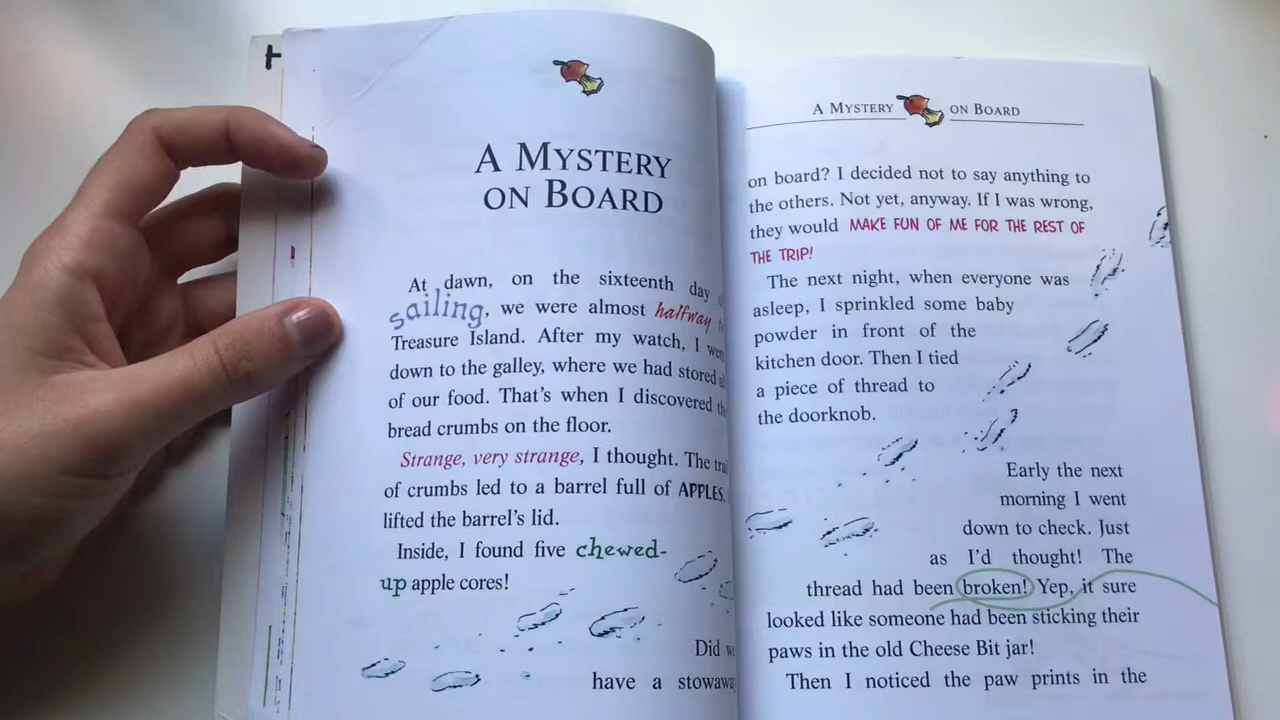 A MYSTERY
ON BOARD
At dawn, on the sixteenth day
sailing, we were almost halfway
Treasure Island. After my watch, I
down to the galley, where we had stored
of our food. That's when I discovered
bread crumbs on the floor.
Strange, very strange, I thought. The
of crumbs led to a barrel full of APPLES.
lifted the barrel's lid.
Inside, I found five chewed-
up apple cores!
Did
have a
A MYSTERY ON BOARD
on board? I decided not to say anything to
the others. Not yet, anyway. If I was wrong,
they would MAKE FUN OF ME FOR THE REST OF
THE TRIP!
The next night, when everyone was
asleep, I sprinkled some baby
powder in front of the
kitchen door. Then I tied
a piece of thread to
the doorknob.
Early the next
morning I went
down to check. Just
as I'd thought! The
thread had been broken! Yep, it sure
looked like someone had been sticking their
paws in the old Cheese Bit jar!
Then I noticed the paw prints in the